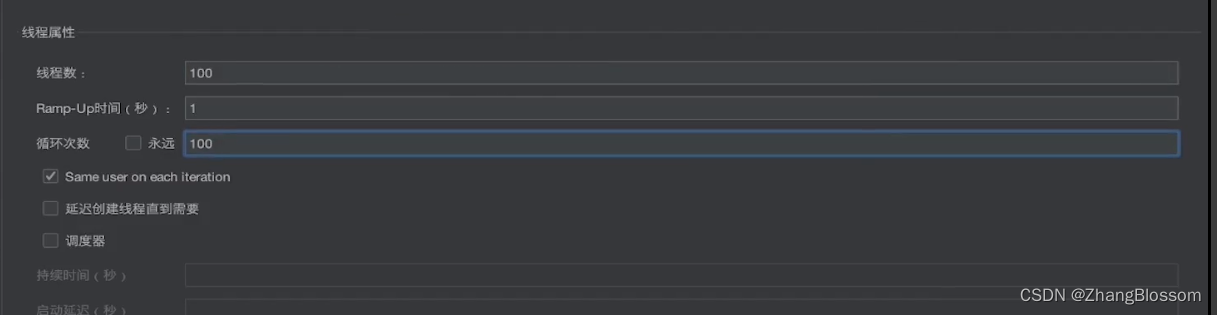 线程属性
线程数： 100
Ramp-Up时间（秒）： 1
循环次数 永远 100
Same user on each iteration
延迟创建线程直到需要
调度器
持续时间（秒）
启动延迟（秒）
CSDN @ZhangBlossom